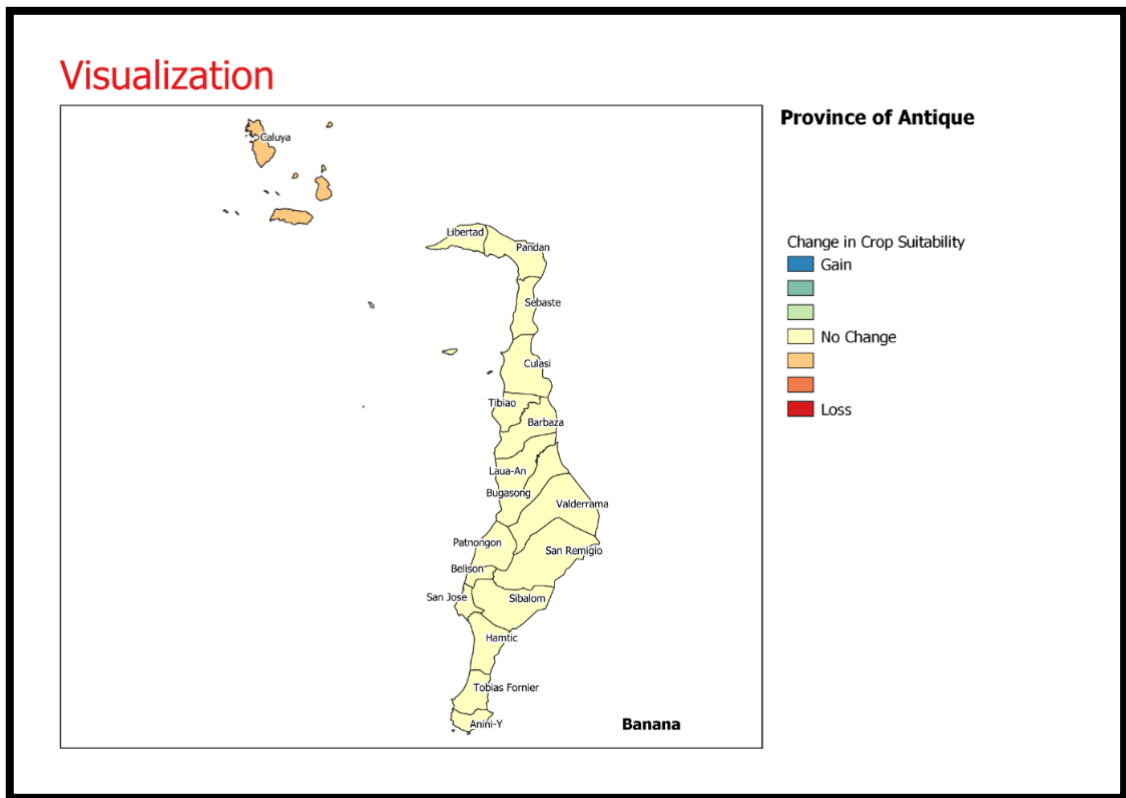 Visualization
Province of Antique
Caluya
Libertad
Pandan
Sebaste
Culasi
Tibiao
Barbaza
Laua-An
Bugasong
Valderrama
Patnongon
San Remigio
Belison
San Jose
Sibalom
Hamtic
Tobias Fornier
Anini-Y
Banana
Change in Crop Suitability
Gain
No Change
Loss